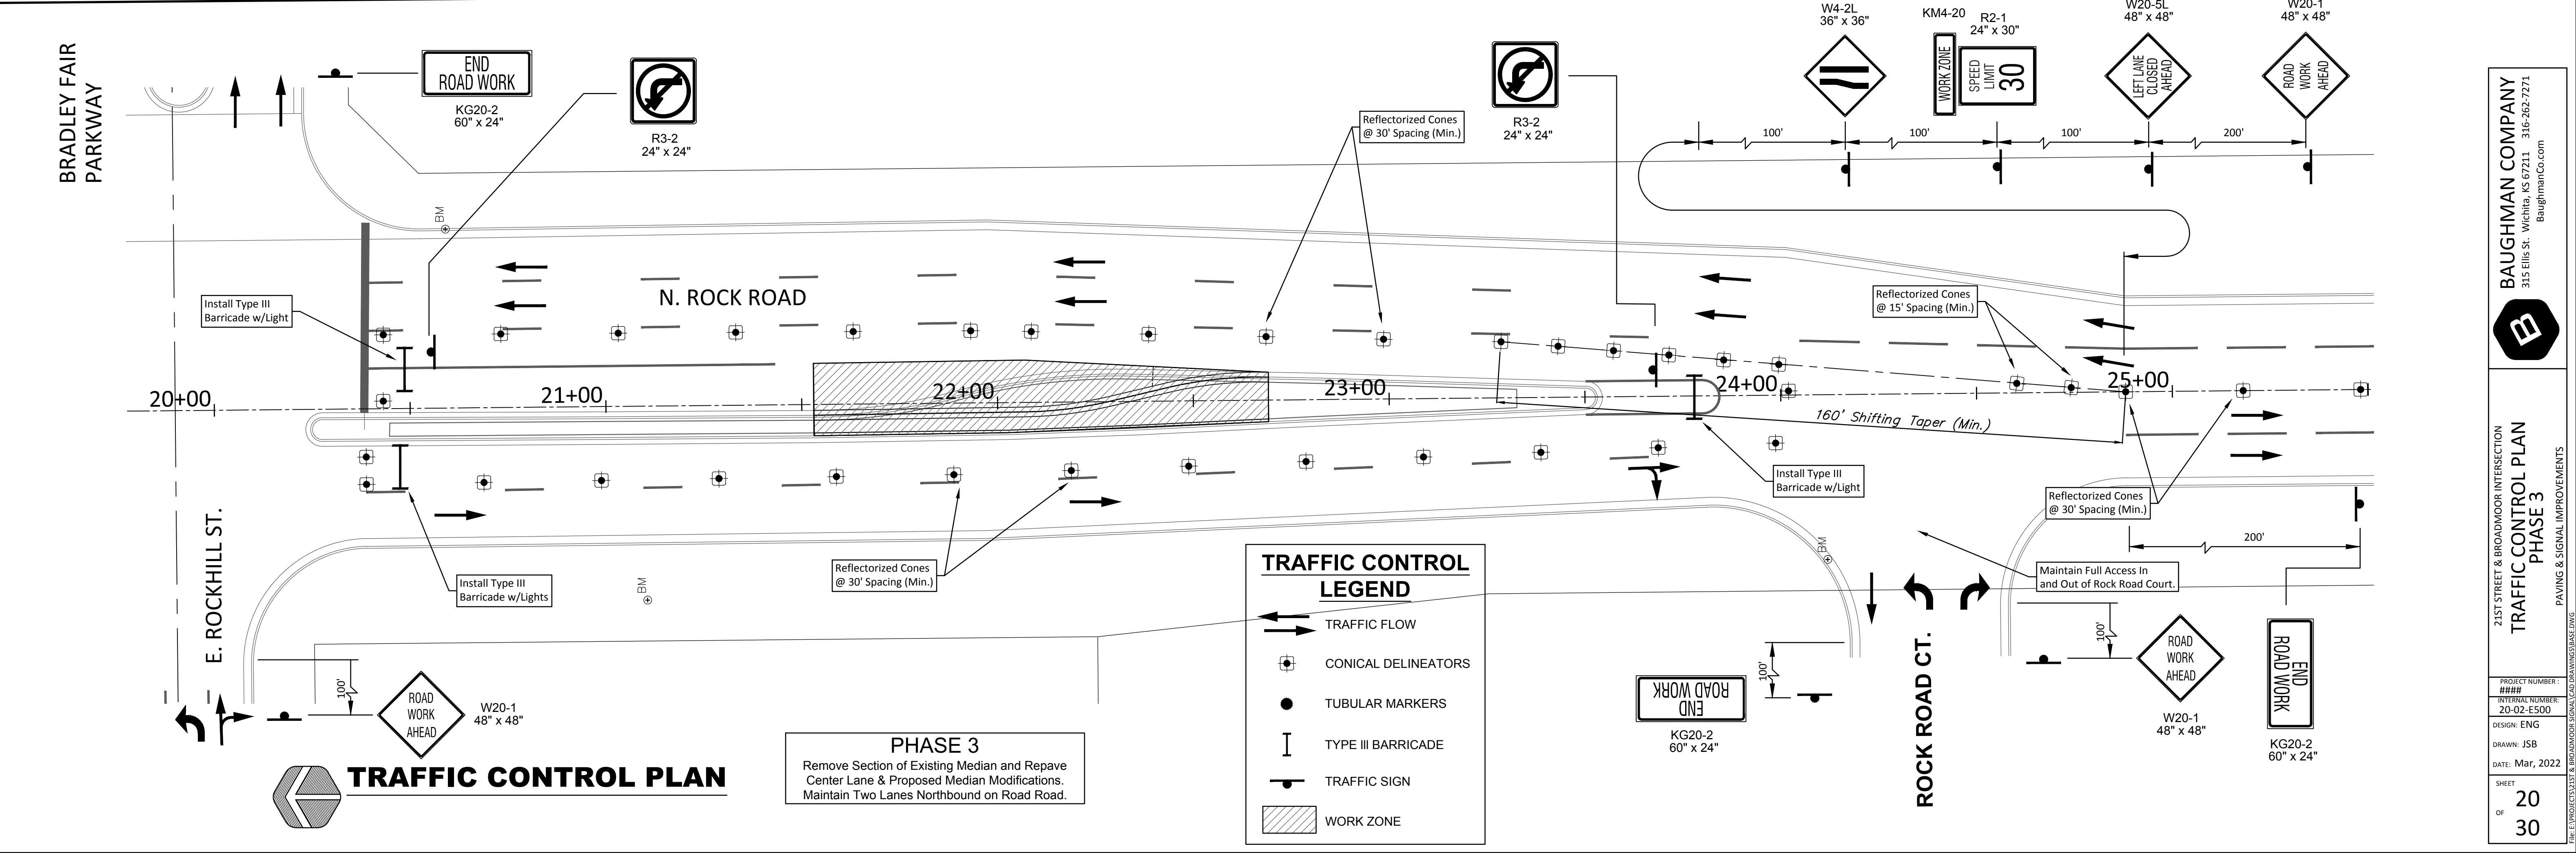 BRADLEY FAIR
PARKWAY
END
ROAD WORK
KG20-2
60" x 24"
R3-2
24" x 24"
Reflectorized Cones
@ 30' Spacing (Min.)
R3-2
24" x 24"
W4-2L
36" x 36"
KM4-20
R2-1
24" x 30"
WORK ZONE
SPEED
LIMIT
30
W20-5L
48" x 48"
LEFT LANE
CLOSED
AHEAD
W20-1
48" x 48"
ROAD
WORK
AHEAD
100'
100'
100'
200'
BM
Install Type III
Barricade w/Light
N. ROCK ROAD
Reflectorized Cones
@ 15' Spacing (Min.)
20+00
21+00
22+00
23+00
24+00
25+00
160' Shifting Taper (Min.)
Install Type III
Barricade w/Light
Reflectorized Cones
@ 30' Spacing (Min.)
200'
E. ROCKHILL ST.
Install Type III
Barricade w/Lights
BM
Reflectorized Cones
@ 30' Spacing (Min.)
BM
Maintain Full Access In
and Out of Rock Road Court.
100'
ROAD
WORK
AHEAD
W20-1
48" x 48"
TRAFFIC CONTROL PLAN
PHASE 3
Remove Section of Existing Median and Repave
Center Lane & Proposed Median Modifications.
Maintain Two Lanes Northbound on Road Road.
TRAFFIC CONTROL
LEGEND
TRAFFIC FLOW
CONICAL DELINEATORS
TUBULAR MARKERS
TYPE III BARRICADE
TRAFFIC SIGN
WORK ZONE
END
ROAD WORK
KG20-2
60" x 24"
100'
ROCK ROAD CT.
100'
ROAD
WORK
AHEAD
W20-1
48" x 48"
END
ROAD WORK
KG20-2
60" x 24"
BAUGHMAN COMPANY
315 Ellis St. Wichita, KS 67211 316-262-7271
BaughmanCo.com
B
21ST STREET & BROADMOOR INTERSECTION
TRAFFIC CONTROL PLAN
PHASE 3
PAVING & SIGNAL IMPROVEMENTS
PROJECT NUMBER :
####
INTERNAL NUMBER:
20-02-E500
DESIGN: ENG
DRAWN: JSB
DATE: Mar, 2022
SHEET
20
OF
30
File: E:\PROJECTS\21ST & BROADMOOR SIGNAL\CAD DRAWINGS\BASE.DWG